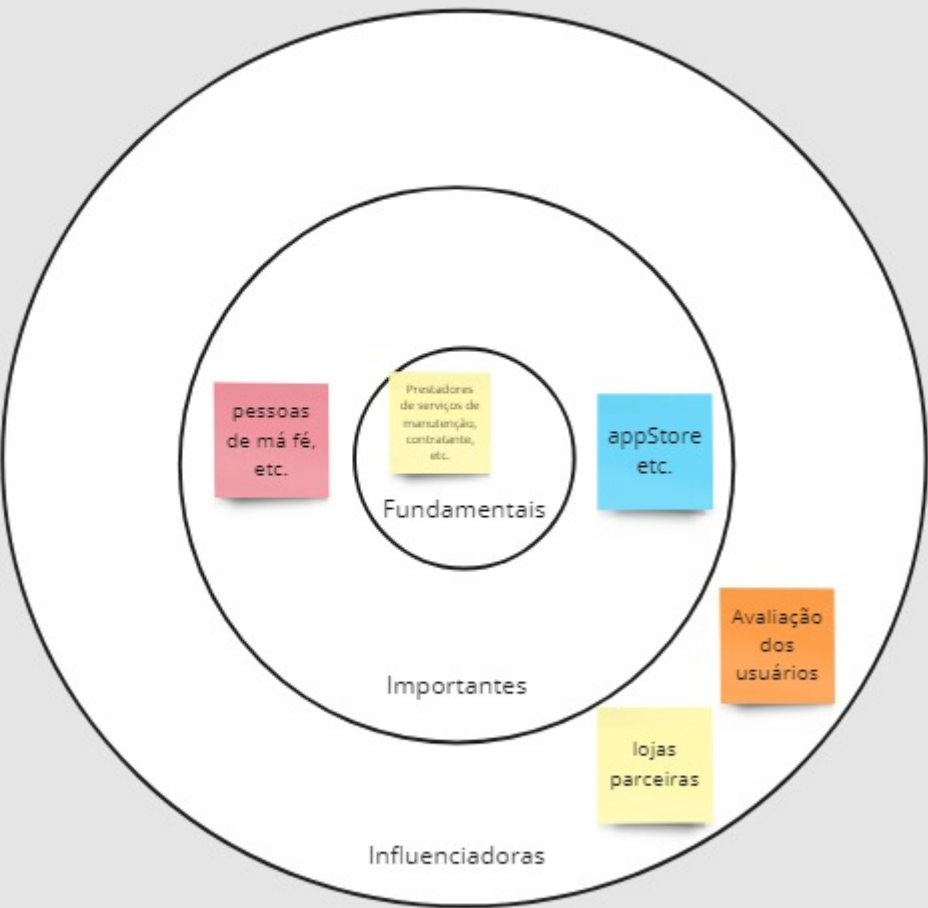 Prestadores
de serviços de
manutenção,
contratante,
etc.
Fundamentais
pessoas
de má fé,
etc.
appStore
etc.
Importantes
Avaliação
dos
usuários
lojas
parceiras
Influenciadoras